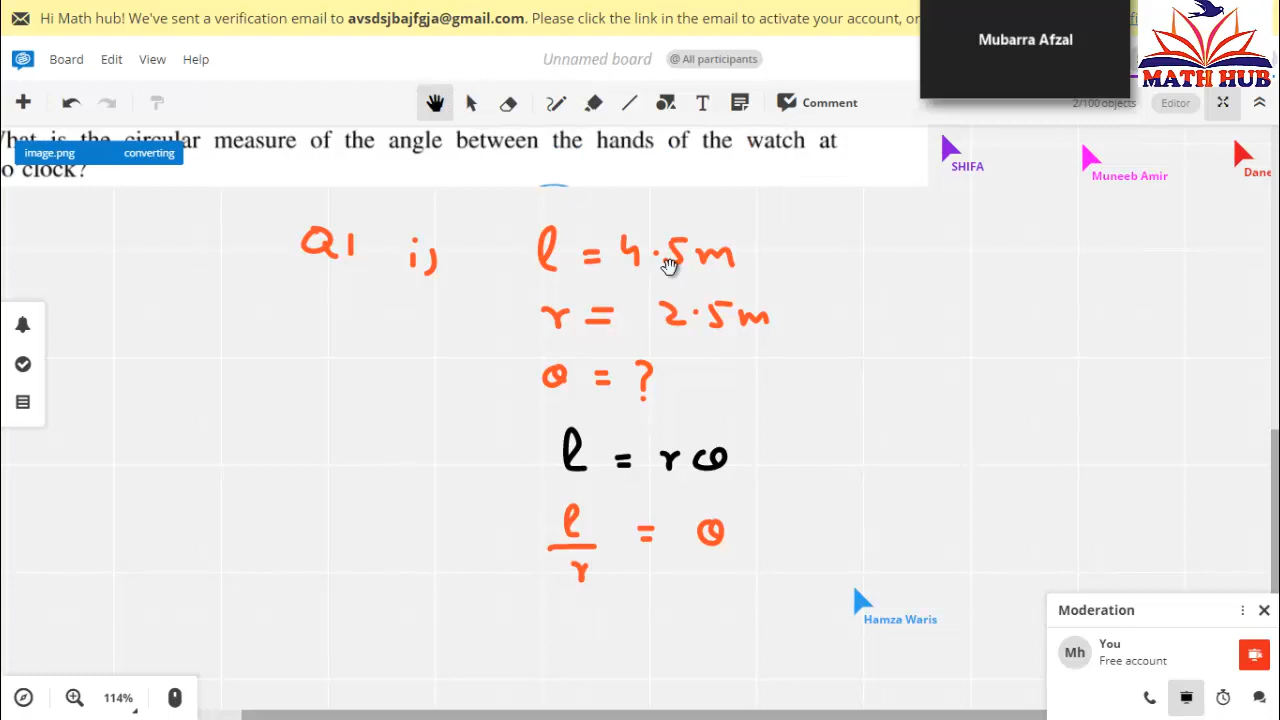 Hi Math hub! We've sent a verification email to avsdsjbajfgja@gmail.com. Please click the link in the email to activate your account, or
Mubarra Afzal
MATH HUB
Board Edit View Help
Unnamed board @ All participants
T Comment
2/100 objects Editor
hat is the circular measure of the angle between the hands of the watch at
image.png converting
o clock?
SHIFA
Muneeb Amir
Dane
Q1 i) l = 4.5m
r = 2.5m
θ = ?
l = rθ
l/r = θ
Hamza Waris
Moderation
Mh You
Free account
114%